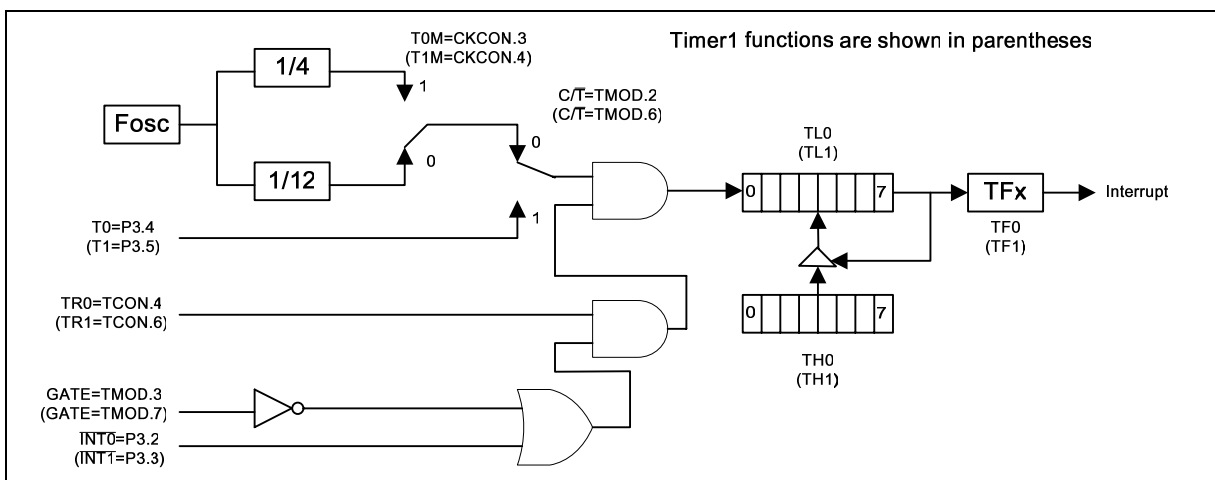 Timer1 functions are shown in parentheses
T0M=CKCON.3
(T1M=CKCON.4)
1/4
1
C/T̅=TMOD.2
(C/T̅=TMOD.6)
Fosc
0
0
1/12
TL0
(TL1)
0
7
TFx
Interrupt
TF0
(TF1)
1
T0=P3.4
(T1=P3.5)
TR0=TCON.4
(TR1=TCON.6)
0
7
TH0
(TH1)
GATE=TMOD.3
(GATE=TMOD.7)
I̅N̅T̅0̅=P3.2
(I̅N̅T̅1̅=P3.3)